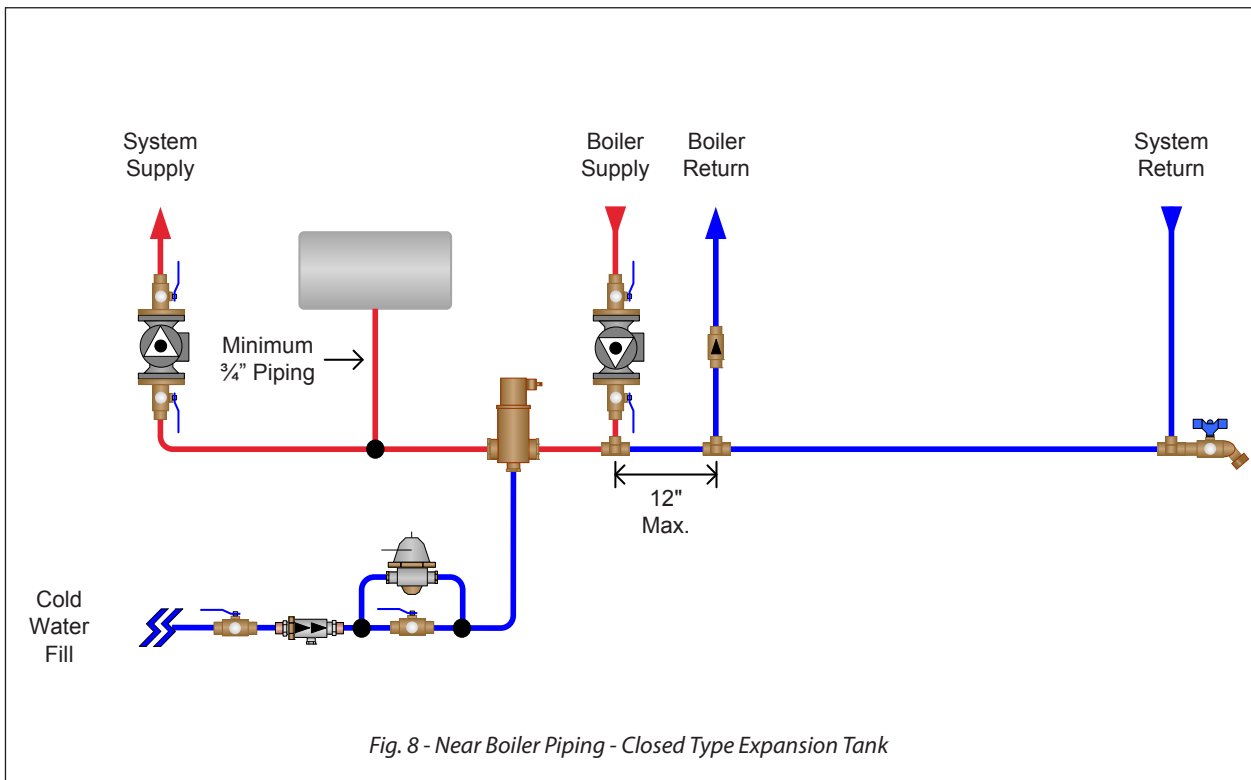 System
Supply
Boiler
Supply
Boiler
Return
System
Return
Minimum
¾” Piping
12"
Max.
Cold
Water
Fill
Fig. 8 - Near Boiler Piping - Closed Type Expansion Tank